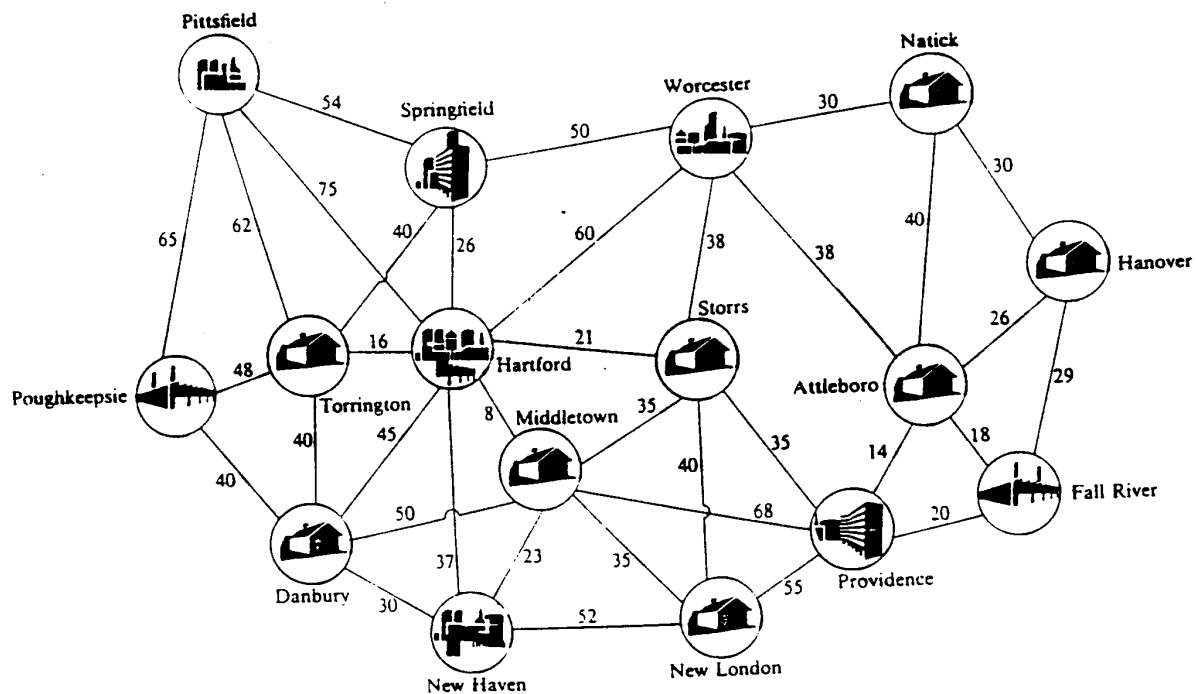 Pittsfield
Natick
Worcester
Springfield
54
50
30
30
75
40
26
60
38
38
40
65
62
Hanover
Storrs
26
16
21
Hartford
Attleboro
29
48
Poughkeepsie
Torrington
8
Middletown
35
40
45
35
14
18
40
40
50
68
20
Fall River
37
23
35
55
Providence
Danbury
30
52
New Haven
New London